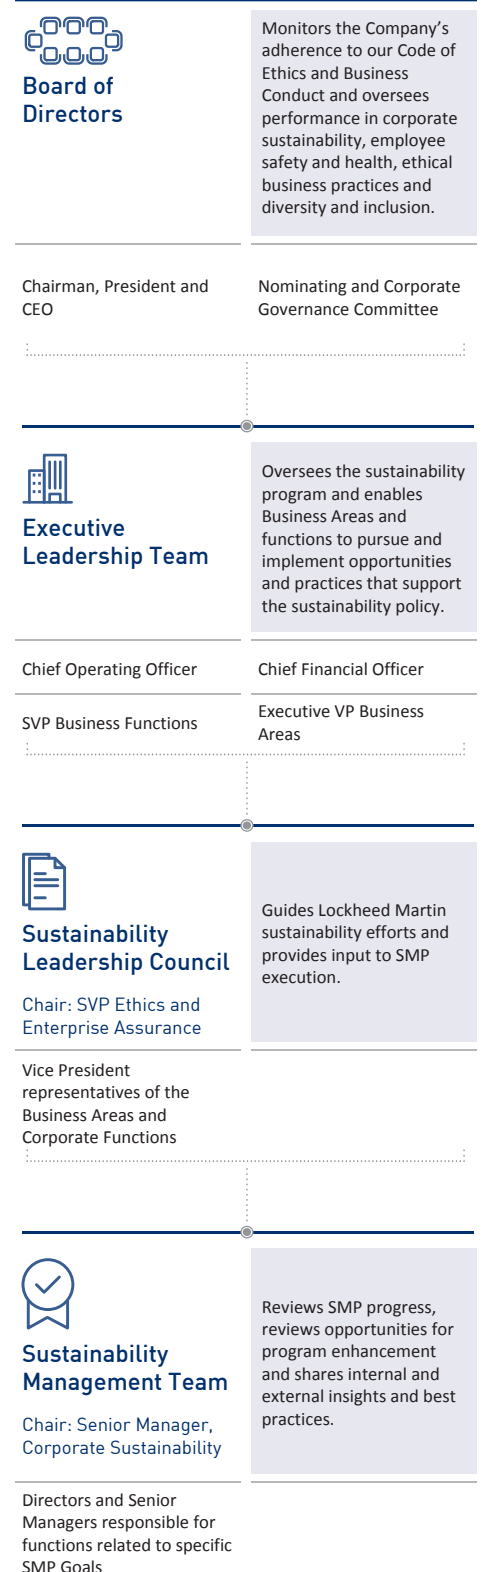 Board of
Directors
Monitors the Company’s
adherence to our Code of
Ethics and Business
Conduct and oversees
performance in corporate
sustainability, employee
safety and health, ethical
business practices and
diversity and inclusion.
Chairman, President and
CEO
Nominating and Corporate
Governance Committee
Executive
Leadership Team
Oversees the sustainability
program and enables
Business Areas and
functions to pursue and
implement opportunities
and practices that support
the sustainability policy.
Chief Operating Officer
Chief Financial Officer
SVP Business Functions
Executive VP Business
Areas
Sustainability
Leadership Council
Chair: SVP Ethics and
Enterprise Assurance
Guides Lockheed Martin
sustainability efforts and
provides input to SMP
execution.
Vice President
representatives of the
Business Areas and
Corporate Functions
Sustainability
Management Team
Chair: Senior Manager,
Corporate Sustainability
Reviews SMP progress,
reviews opportunities for
program enhancement
and shares internal and
external insights and best
practices.
Directors and Senior
Managers responsible for
functions related to specific
SMP Goals